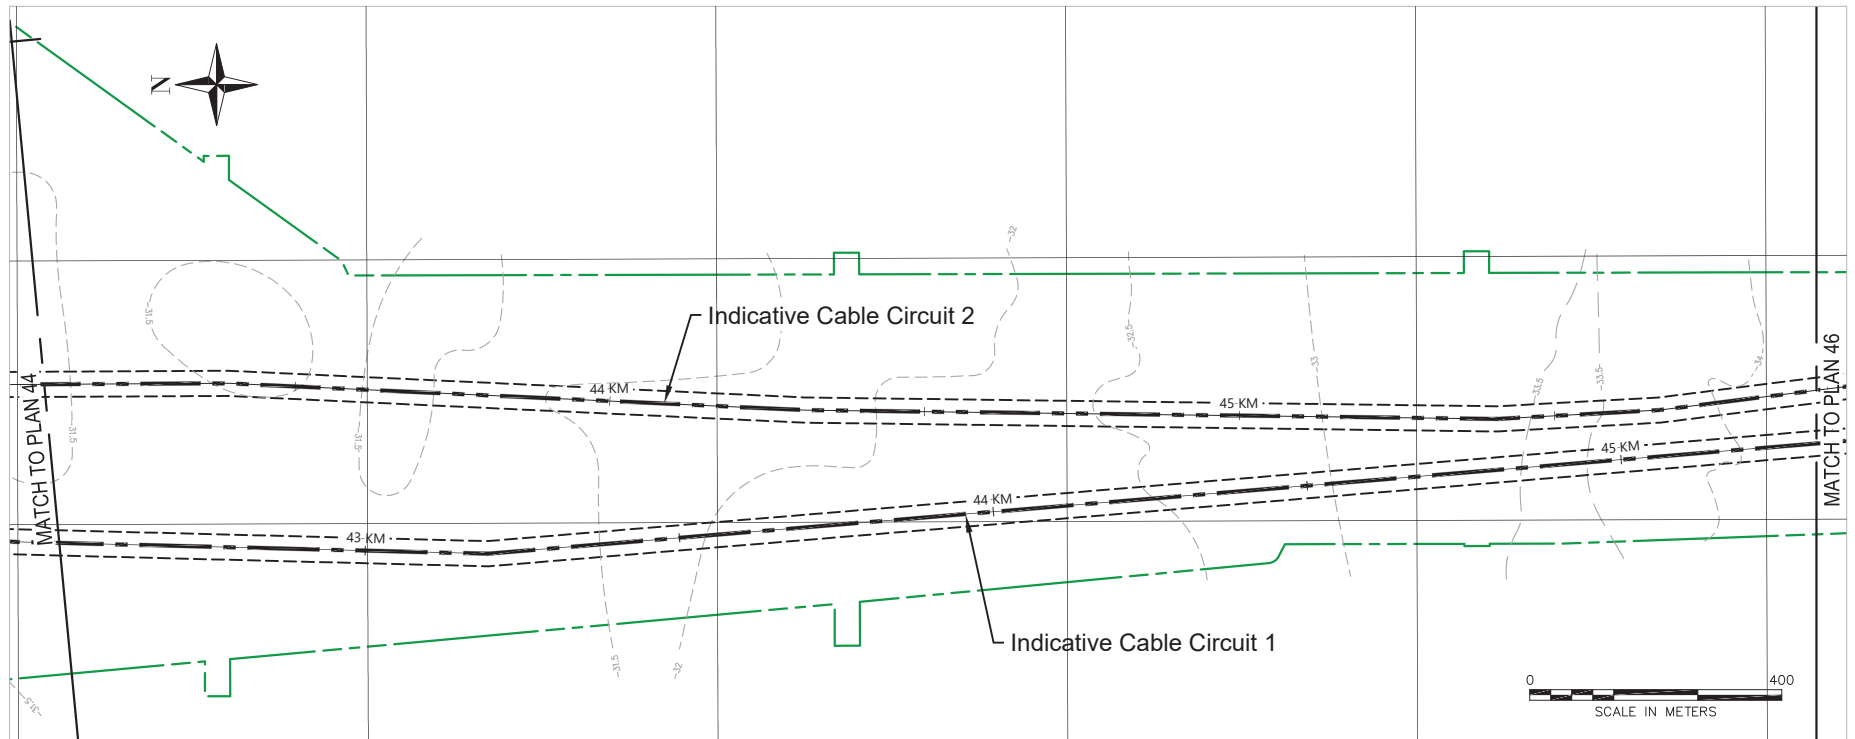 N
-32
-31.5
Indicative Cable Circuit 2
-32.5
-33
-34
MATCH TO PLAN 46
MATCH TO PLAN 44
44 KM
-33.5
-33.5
45 KM
-31.5
-31.5
45 KM
44 KM
43 KM
Indicative Cable Circuit 1
-31.5
-32
-31.5
0 400
SCALE IN METERS